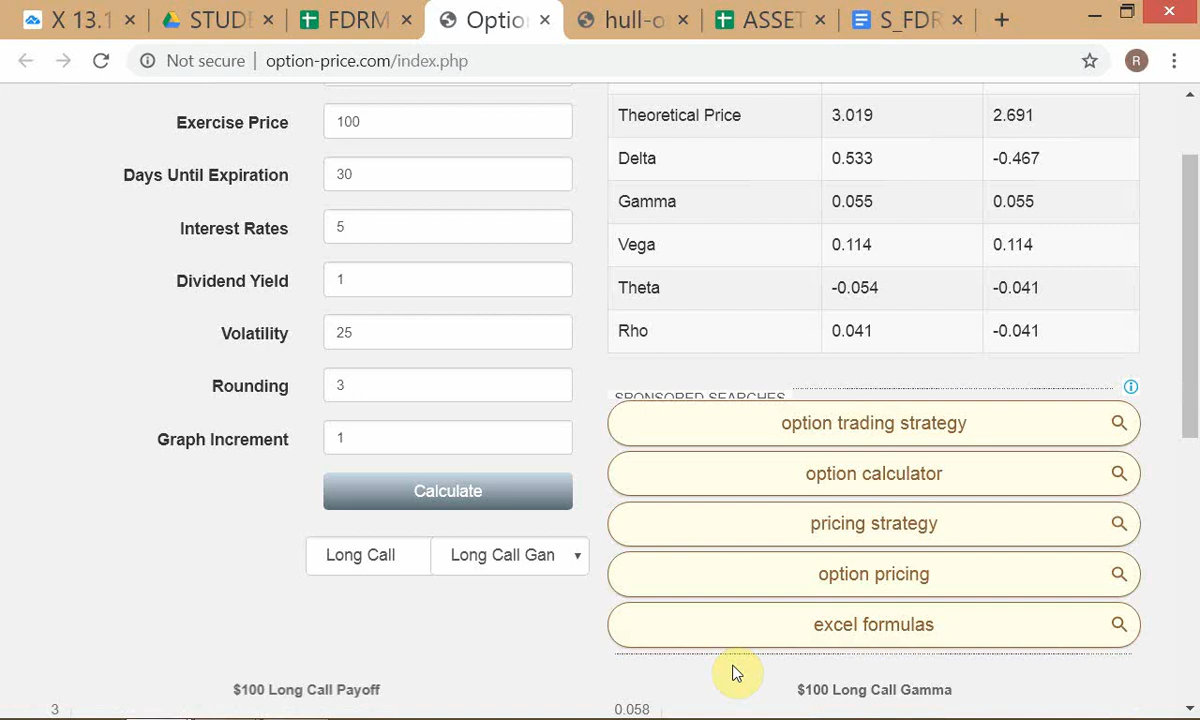 X 13.1
STUDE
FDRM
Option
hull-o
ASSET
S_FDR
Not secure | option-price.com/index.php
R
Exercise Price 100
Days Until Expiration 30
Interest Rates 5
Dividend Yield 1
Volatility 25
Rounding 3
Graph Increment 1
Calculate
Long Call Long Call Gan
Theoretical Price 3.019 2.691
Delta 0.533 -0.467
Gamma 0.055 0.055
Vega 0.114 0.114
Theta -0.054 -0.041
Rho 0.041 -0.041
SPONSORED SEARCHES
option trading strategy
option calculator
pricing strategy
option pricing
excel formulas
$100 Long Call Payoff
3
$100 Long Call Gamma
0.058